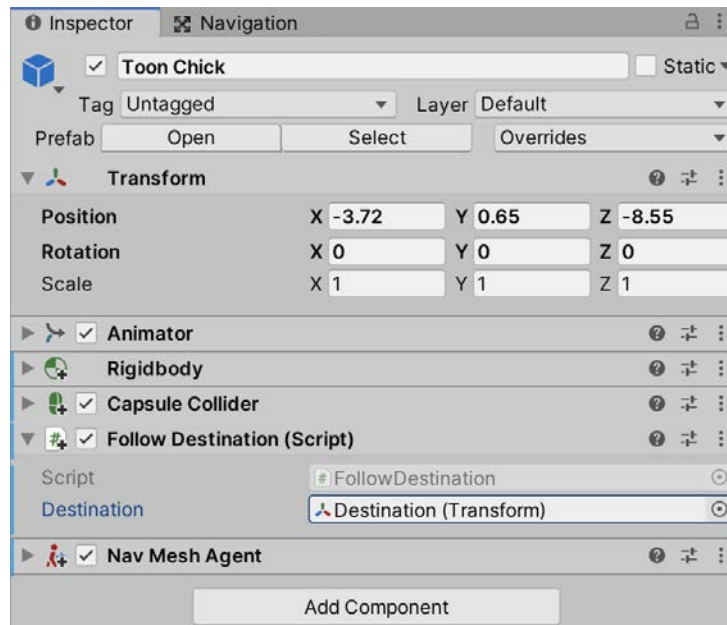 Inspector Navigation
Toon Chick Static
Tag Untagged Layer Default
Prefab Open Select Overrides
Transform
Position X -3.72 Y 0.65 Z -8.55
Rotation X 0 Y 0 Z 0
Scale X 1 Y 1 Z 1
Animator
Rigidbody
Capsule Collider
# Follow Destination (Script)
Script # FollowDestination
Destination Destination (Transform)
Nav Mesh Agent
Add Component